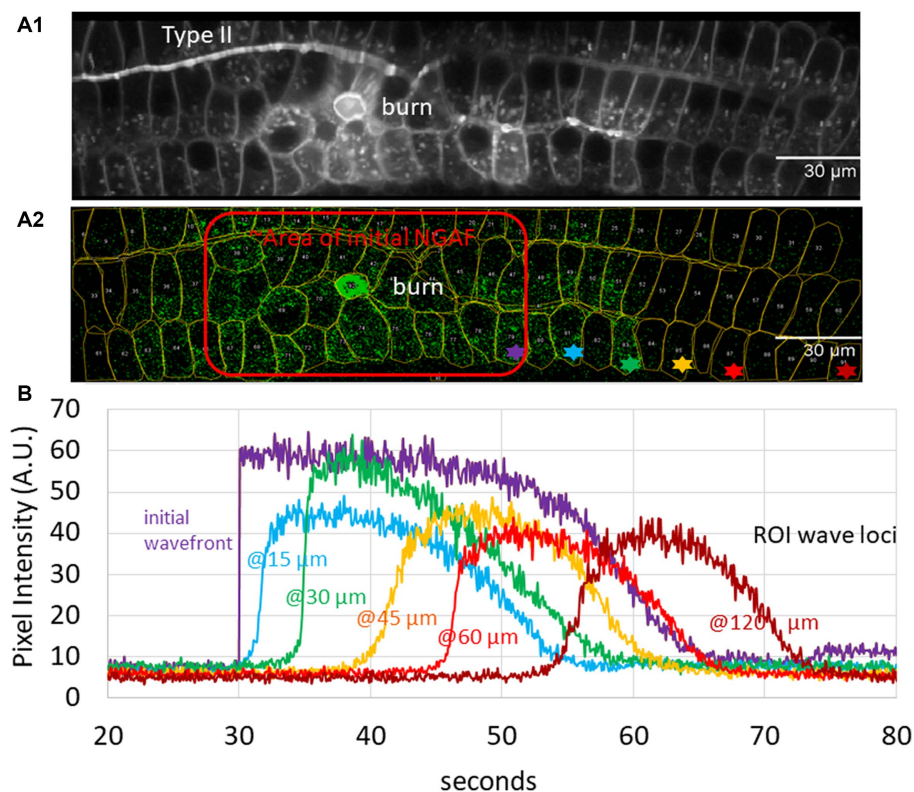 A1
Type II
burn
30 µm
A2
~Area of initial NGAF
burn
30 µm
B
70
60
50
40
30
20
10
0
Pixel Intensity (A.U.)
initial
wavefront
@15 µm
@30 µm
@45 µm
@60 µm
@120 µm
ROI wave loci
20 30 40 50 60 70 80
seconds